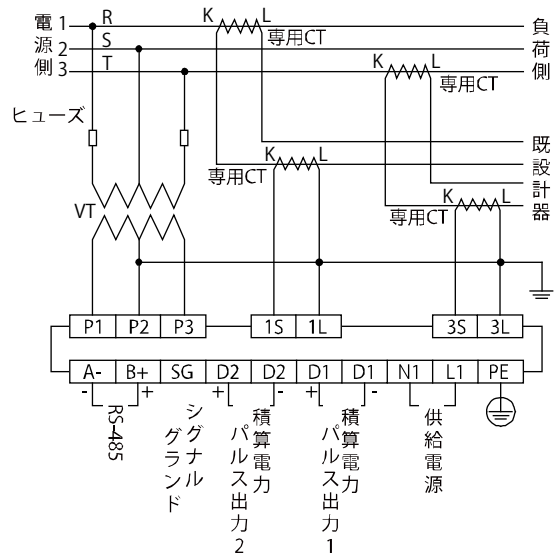 電源側
1 R
2 S
3 T
K L
専用CT
負荷側
K L
専用CT
ヒューズ
既設計器
K L
専用CT
K L
専用CT
VT
P1 P2 P3 1S 1L 3S 3L
A- B+ SG D2 D2 D1 D1 N1 L1 PE
- + + - + -
RS-485
シグナルグランド
積算電力パルス出力2
積算電力パルス出力1
供給電源